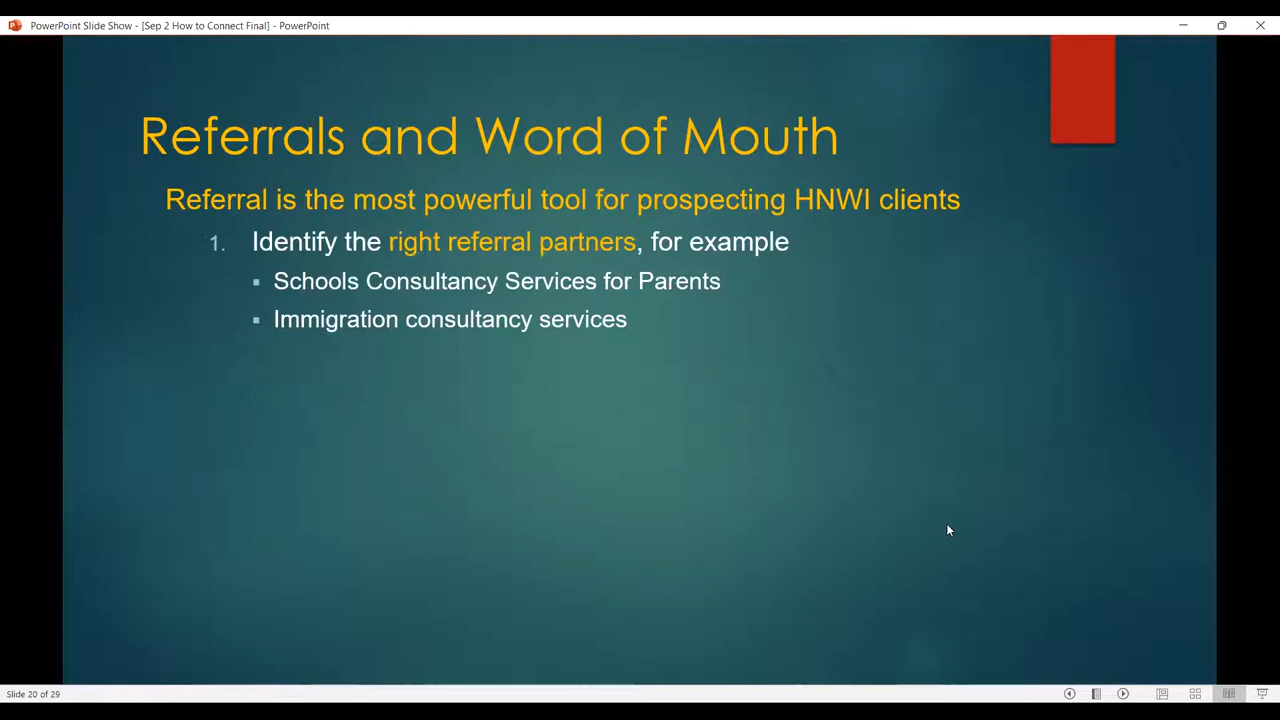 PowerPoint Slide Show - [Sep 2 How to Connect Final] - PowerPoint
Referrals and Word of Mouth
Referral is the most powerful tool for prospecting HNWI clients
1. Identify the right referral partners, for example
▪ Schools Consultancy Services for Parents
▪ Immigration consultancy services
Slide 20 of 29